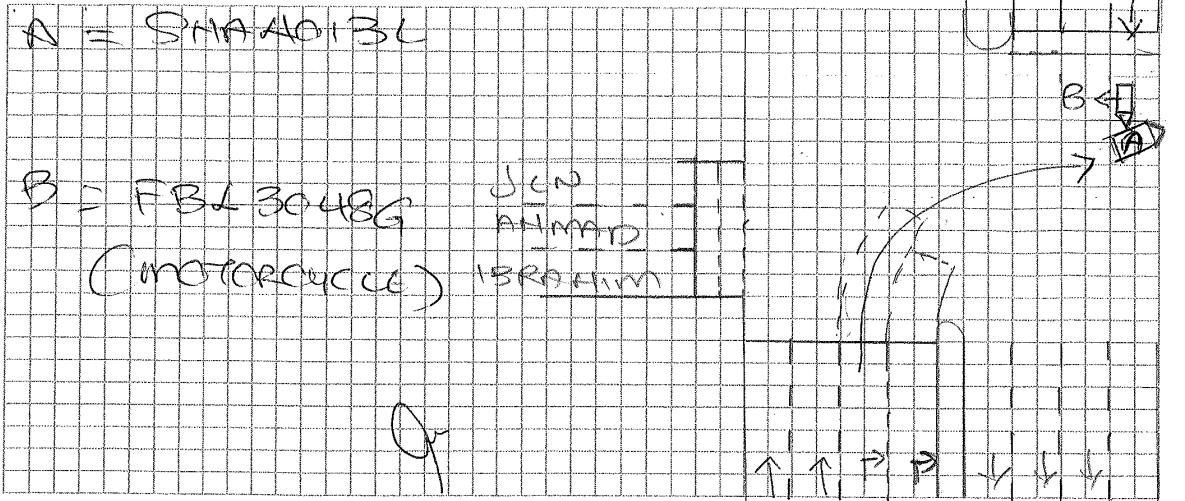 A = SHA4013L
B
A
B = FBL3048G
(MOTORCYCLE)
JLN
AHMAD
IBRAHIM